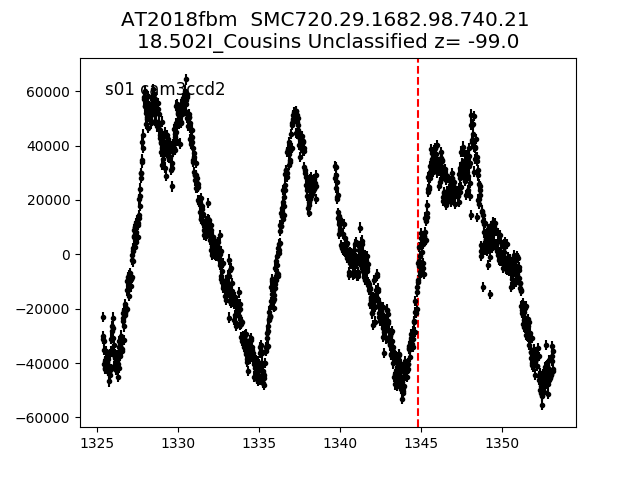 AT2018fbm  SMC720.29.1682.98.740.21
18.502I_Cousins Unclassified z= -99.0
s01 cam3ccd2
60000
40000
20000
0
−20000
−40000
−60000
1325 1330 1335 1340 1345 1350